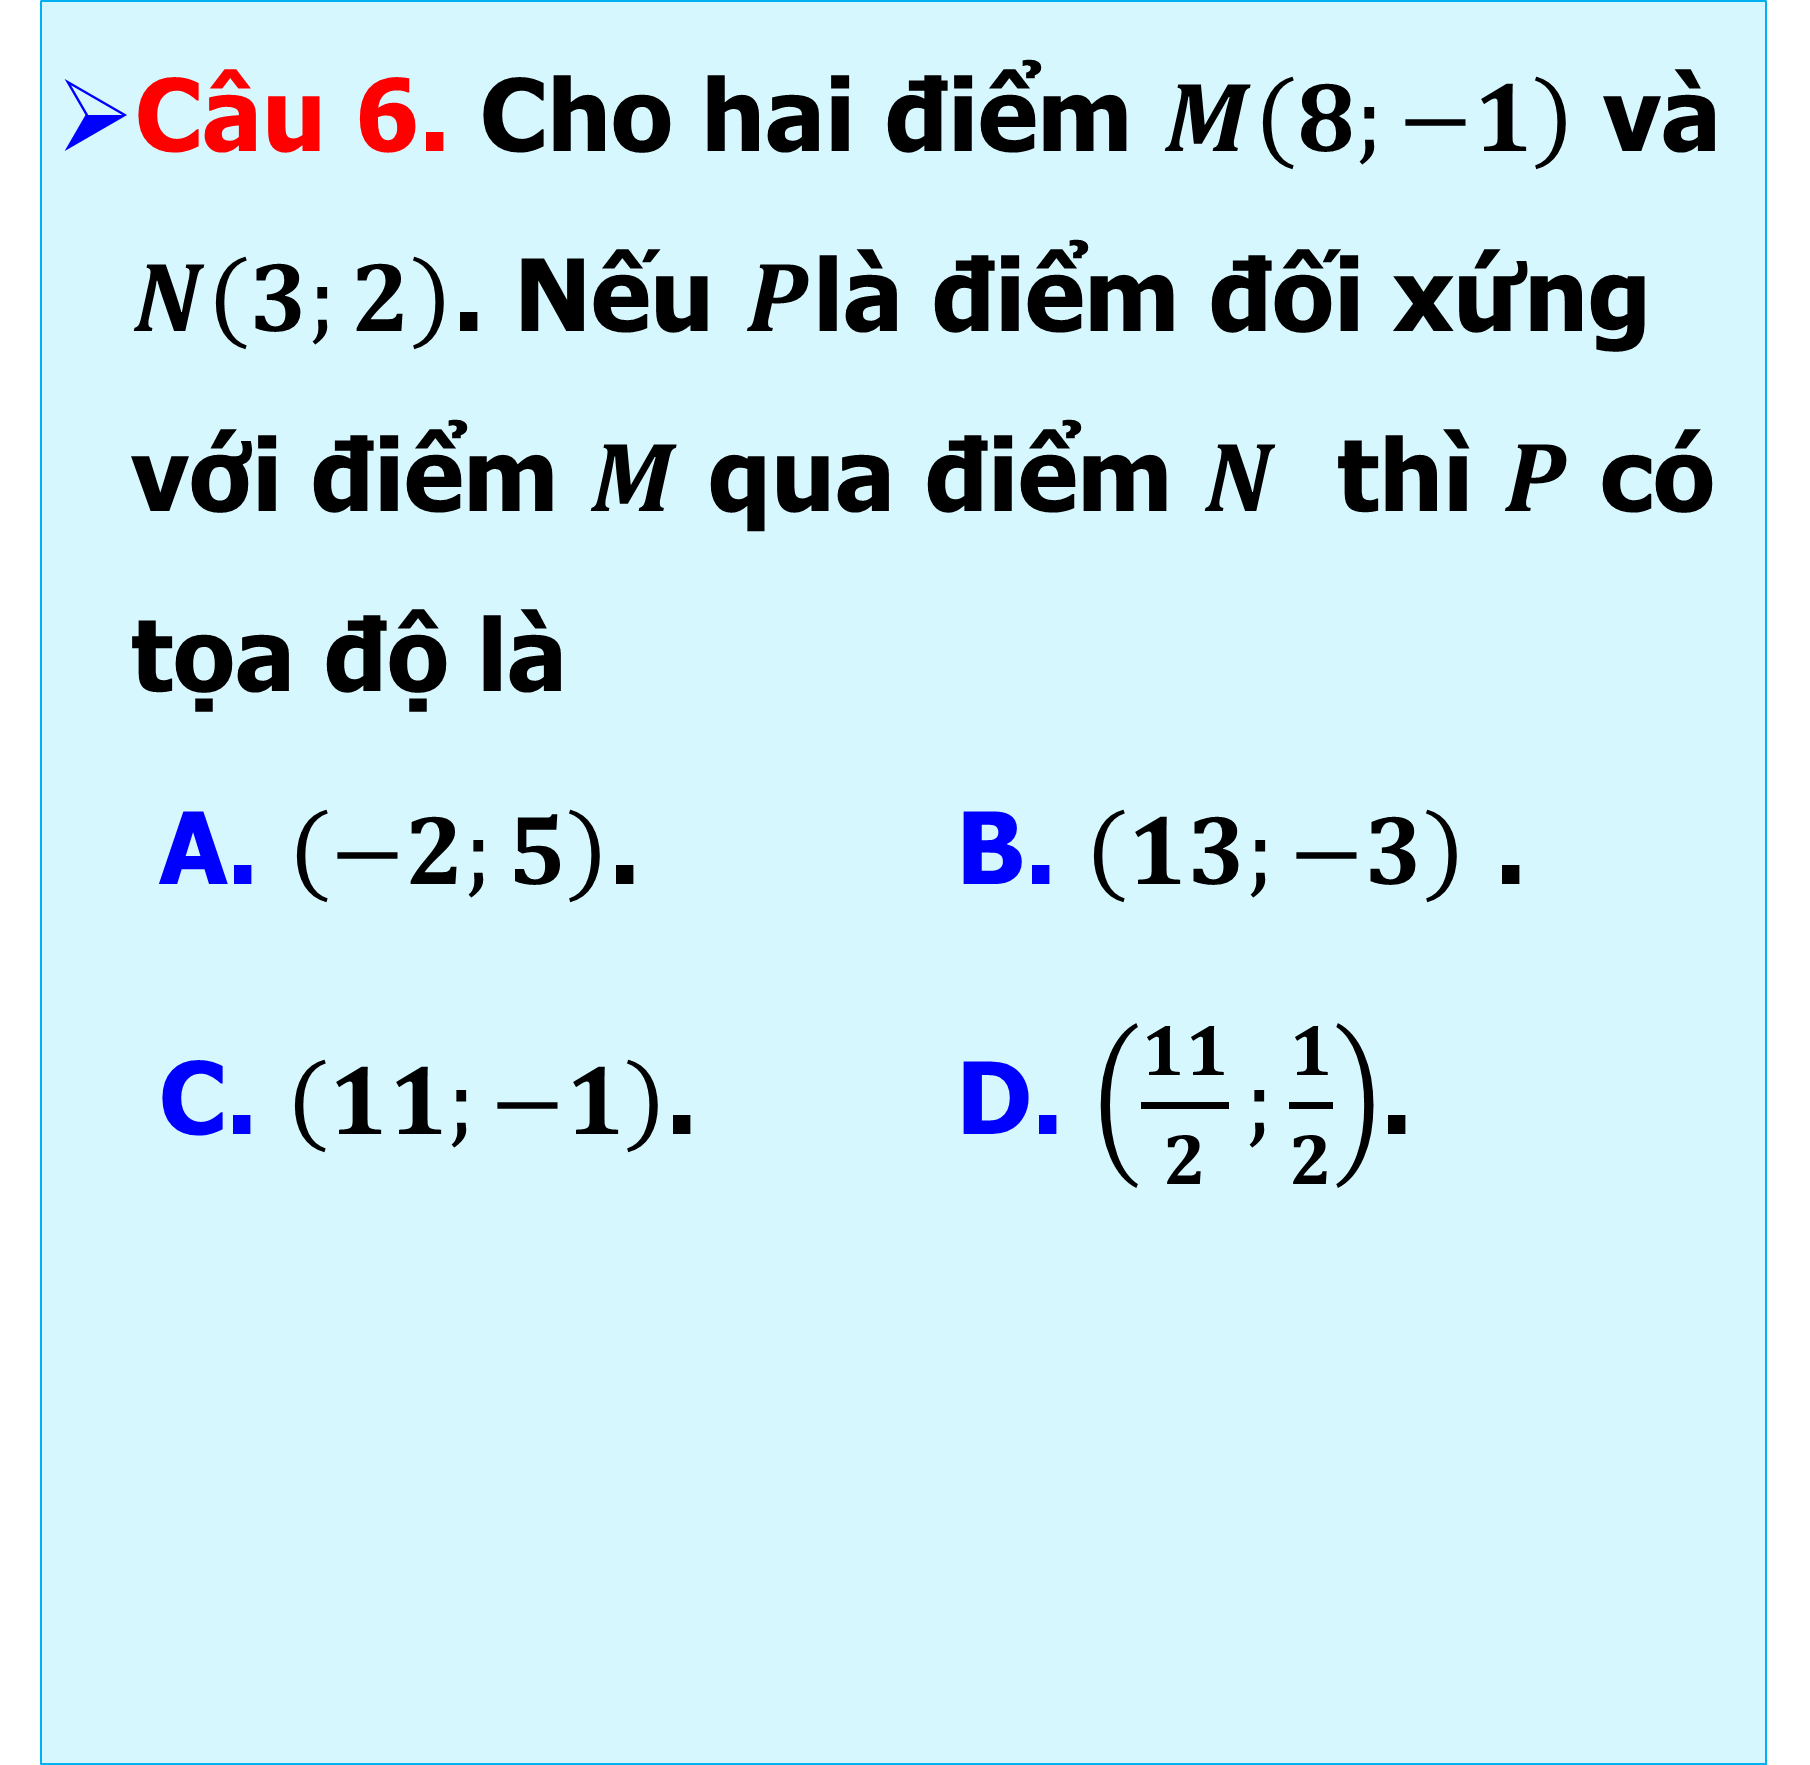 ➢Câu 6. Cho hai điểm M(8; −1) và
N(3; 2). Nếu Plà điểm đối xứng
với điểm M qua điểm N thì P có
tọa độ là
A. (−2; 5). B. (13; −3) .
C. (11; −1). D. (11/2 ; 1/2).